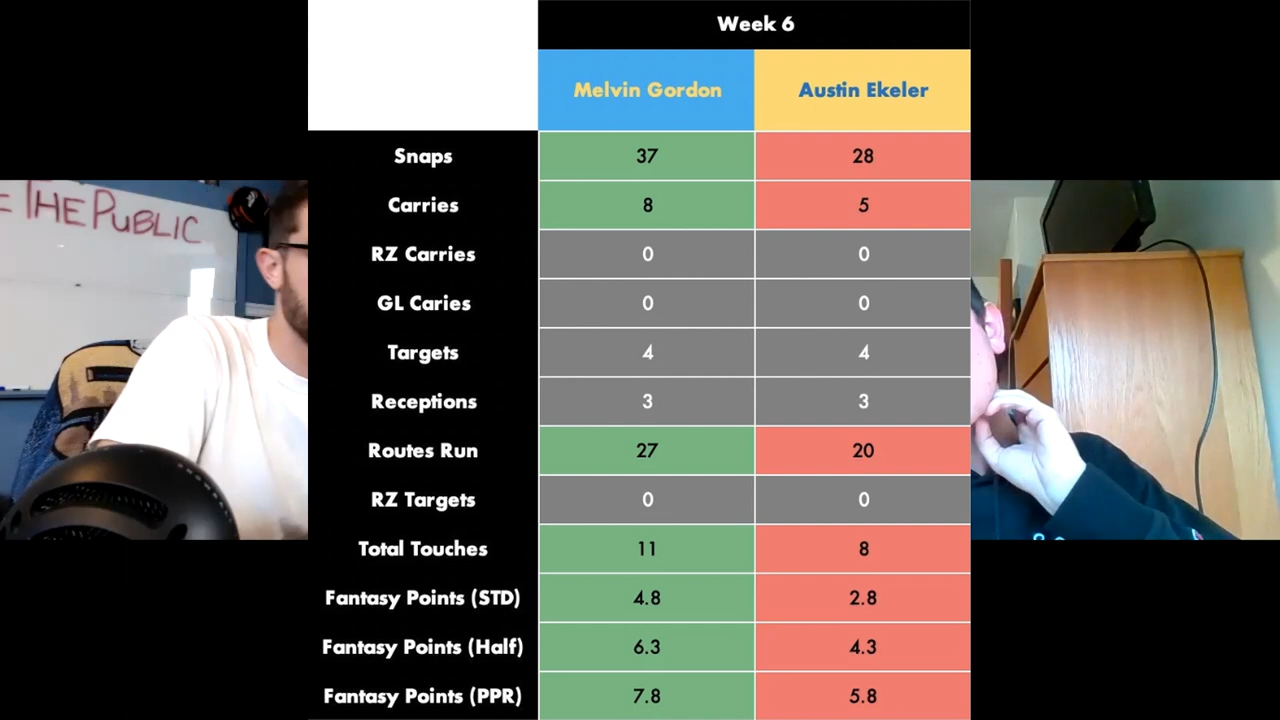 Week 6
Melvin Gordon Austin Ekeler
Snaps 37 28
Carries 8 5
RZ Carries 0 0
GL Caries 0 0
Targets 4 4
Receptions 3 3
Routes Run 27 20
RZ Targets 0 0
Total Touches 11 8
Fantasy Points (STD) 4.8 2.8
Fantasy Points (Half) 6.3 4.3
Fantasy Points (PPR) 7.8 5.8
E THE PUBLIC